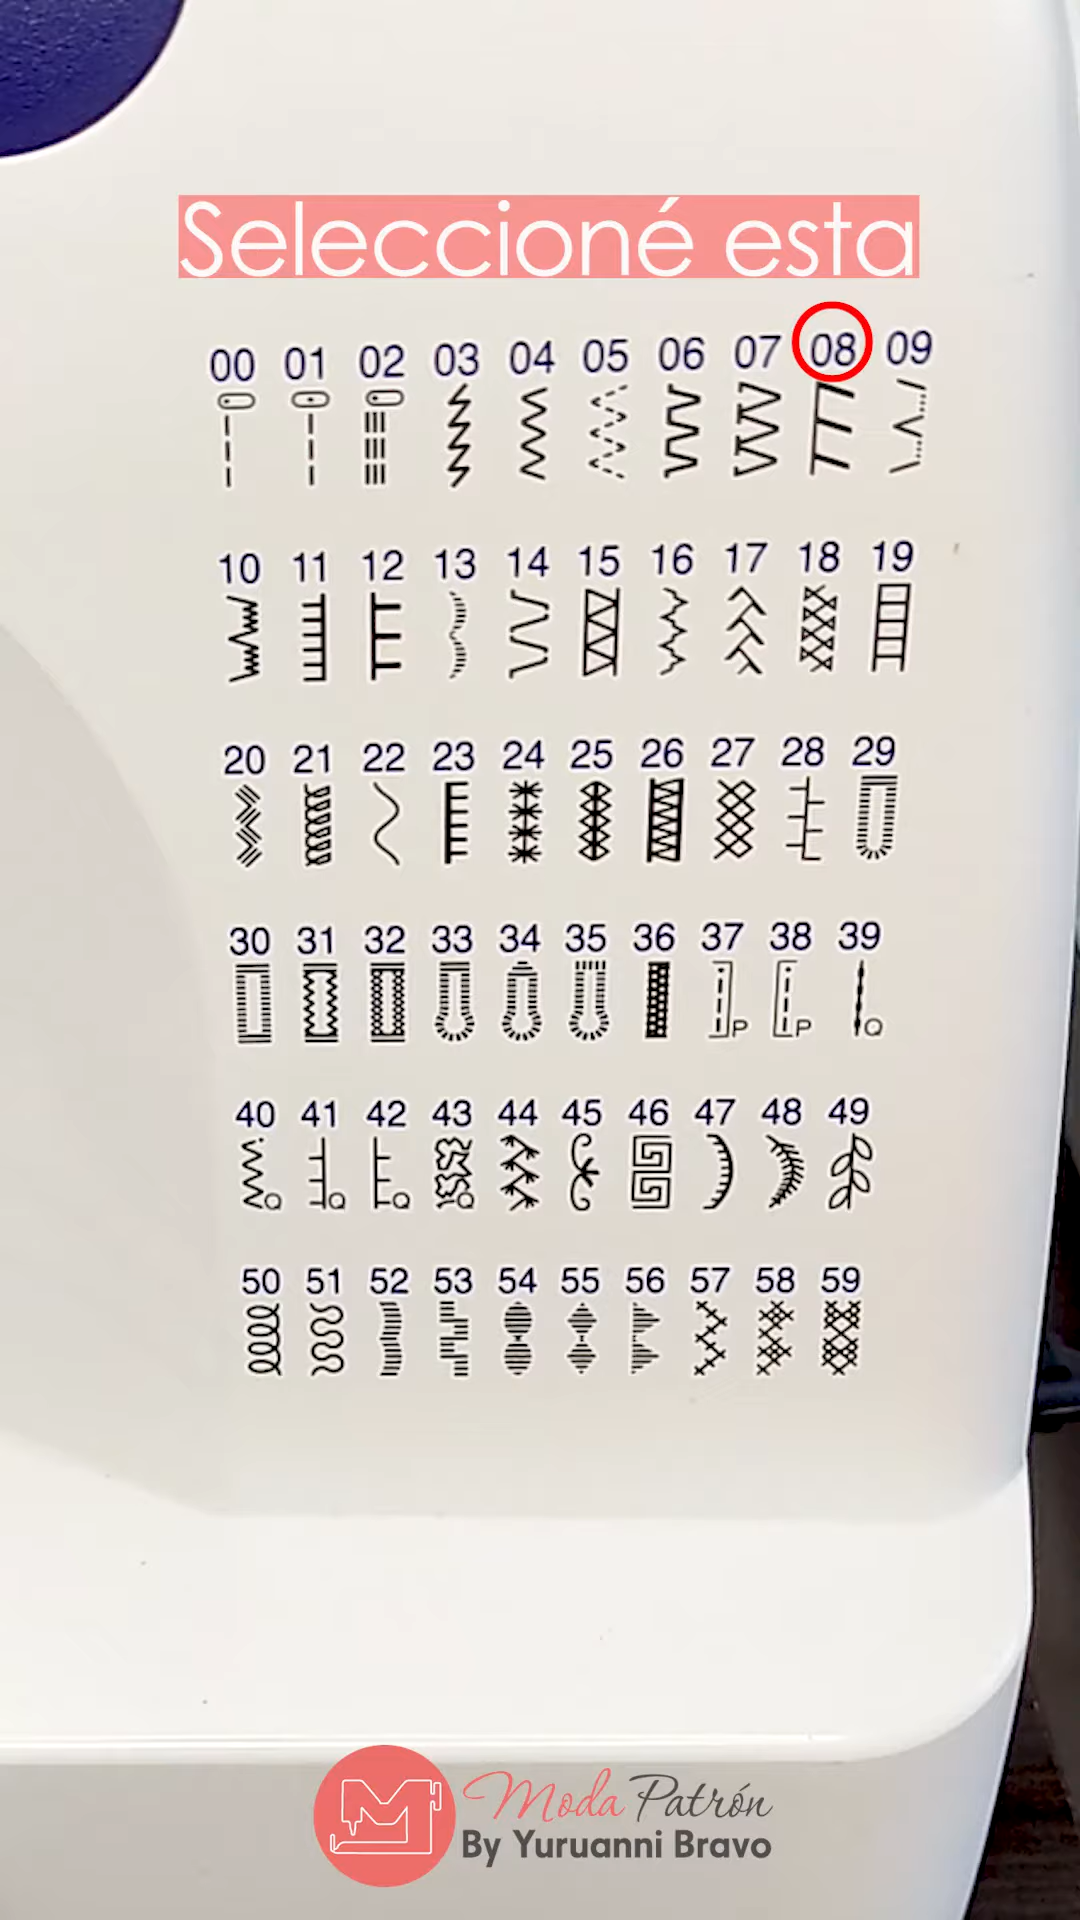 Seleccioné esta
00 01 02 03 04 05 06 07 08 09
10 11 12 13 14 15 16 17 18 19
20 21 22 23 24 25 26 27 28 29
30 31 32 33 34 35 36 37 38 39
P P Q
40 41 42 43 44 45 46 47 48 49
Q Q Q Q
50 51 52 53 54 55 56 57 58 59
Moda Patrón
By Yuruanni Bravo